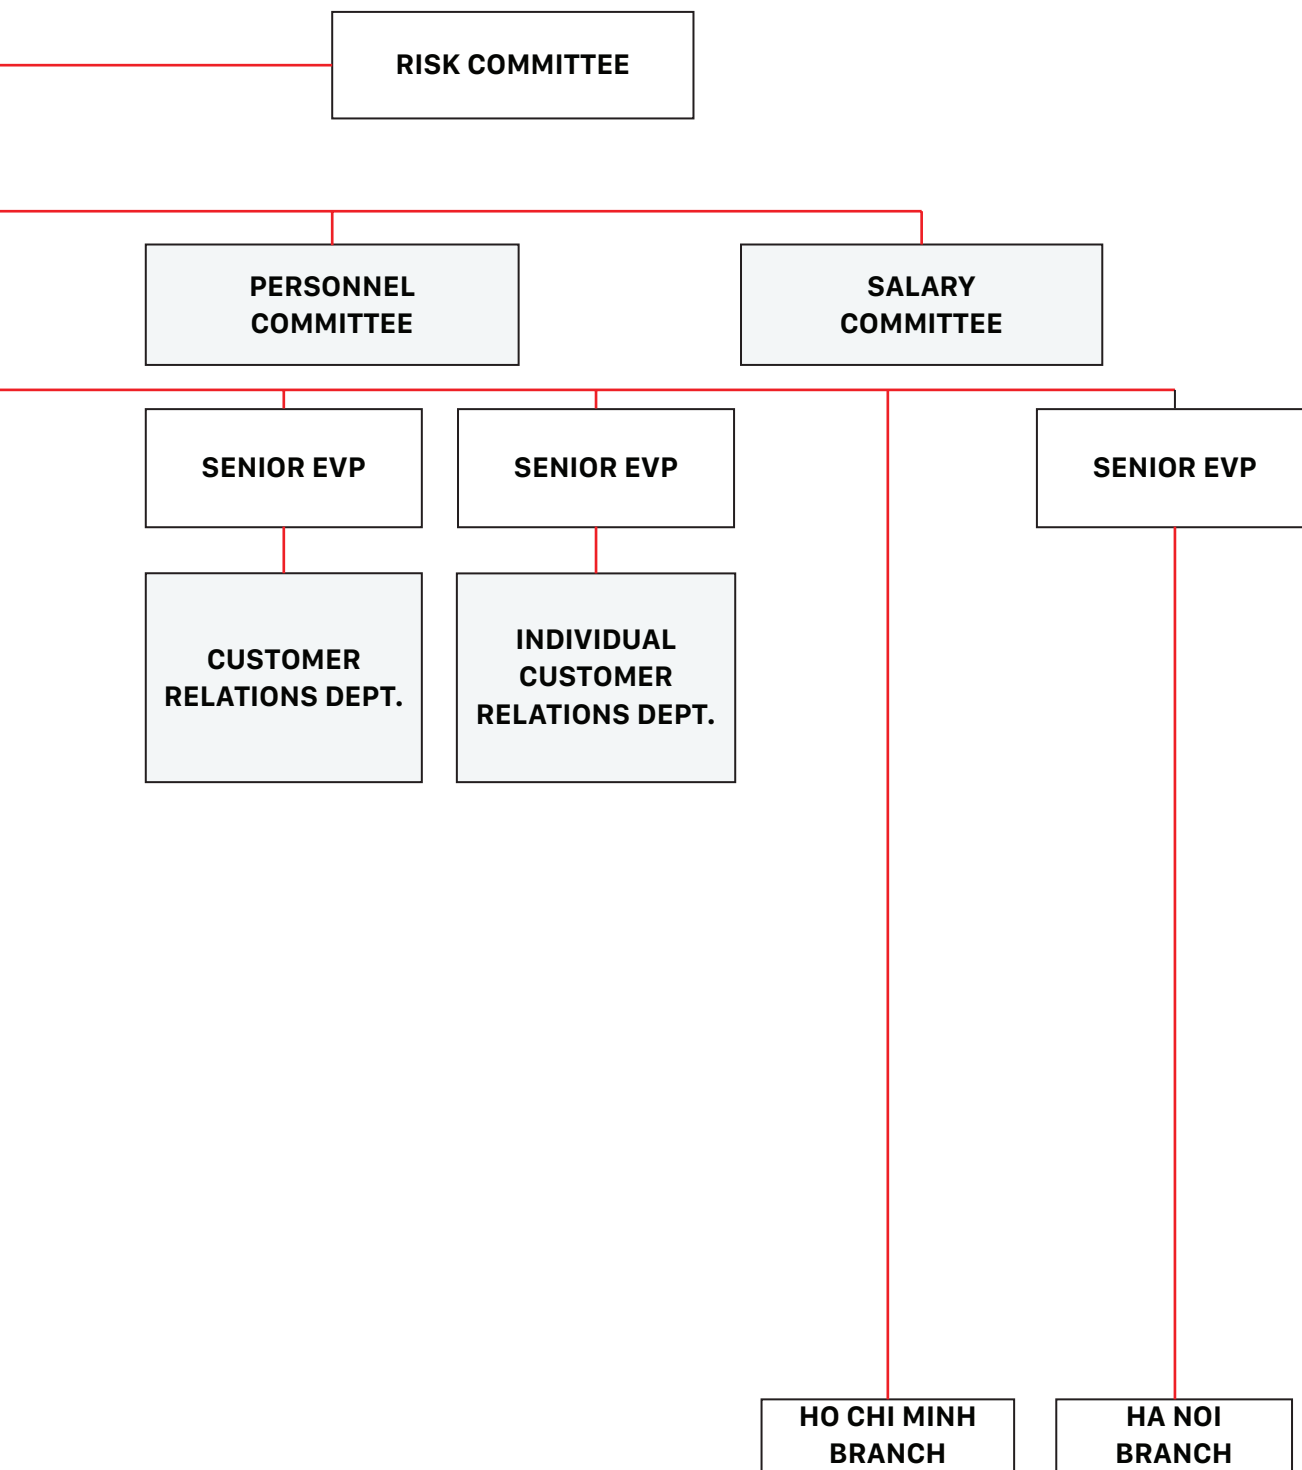 RISK COMMITTEE
PERSONNEL
COMMITTEE
SALARY
COMMITTEE
SENIOR EVP
SENIOR EVP
SENIOR EVP
CUSTOMER
RELATIONS DEPT.
INDIVIDUAL
CUSTOMER
RELATIONS DEPT.
HO CHI MINH
BRANCH
HA NOI
BRANCH